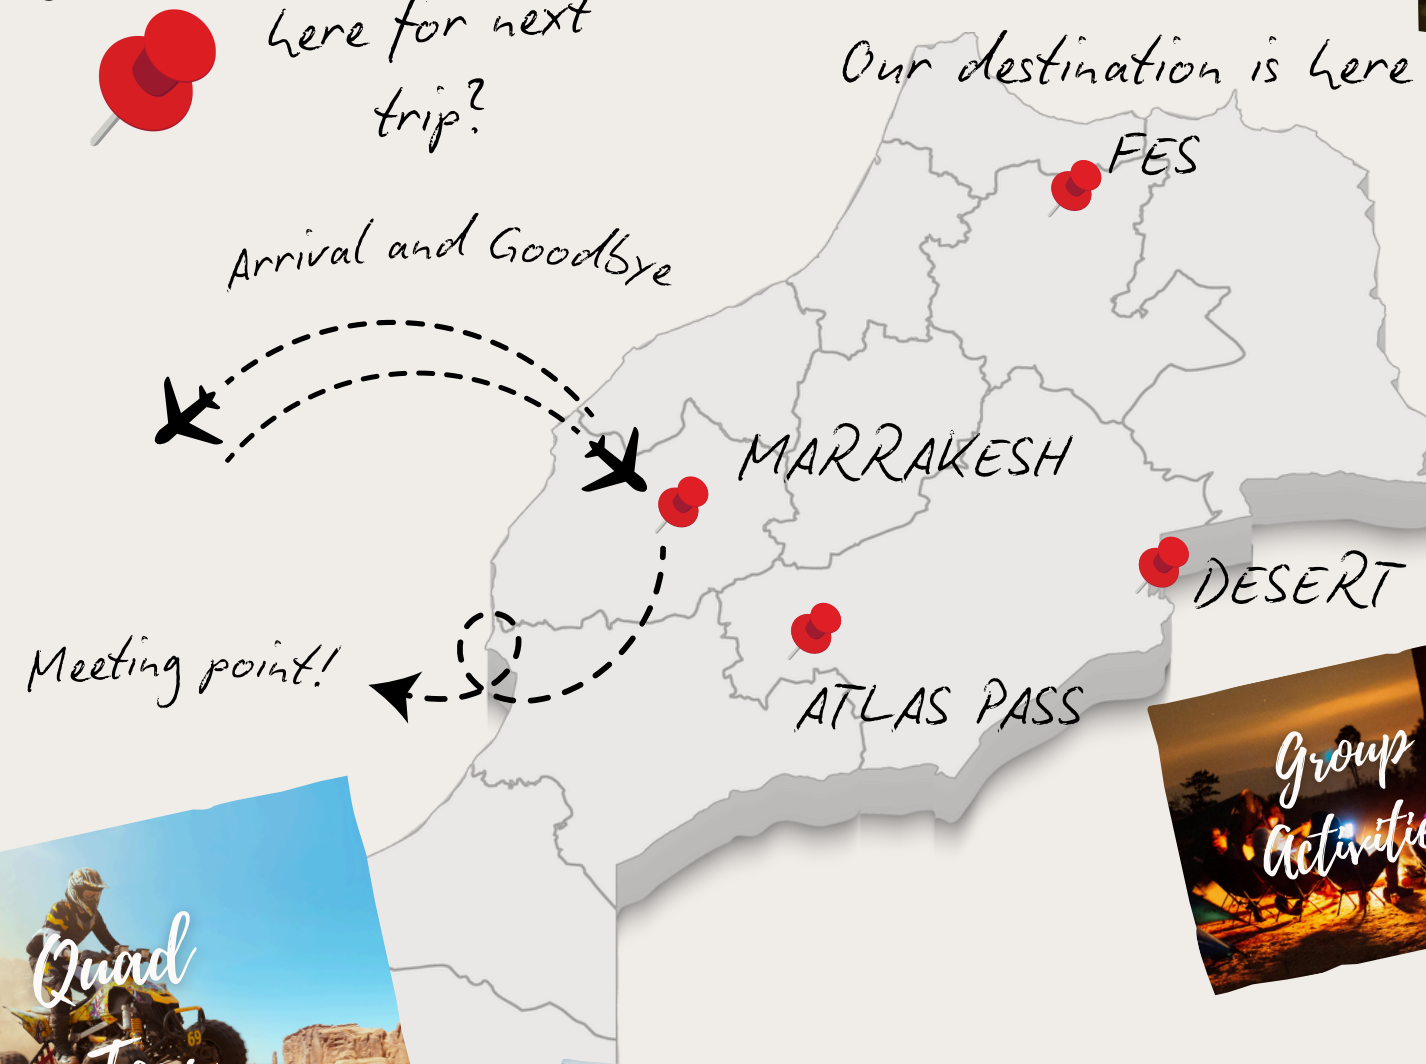 here for next
trip?
Our destination is here
FES
Arrival and Goodbye
MARRAKESH
DESERT
Meeting point!
ATLAS PASS
Group
Quad
69